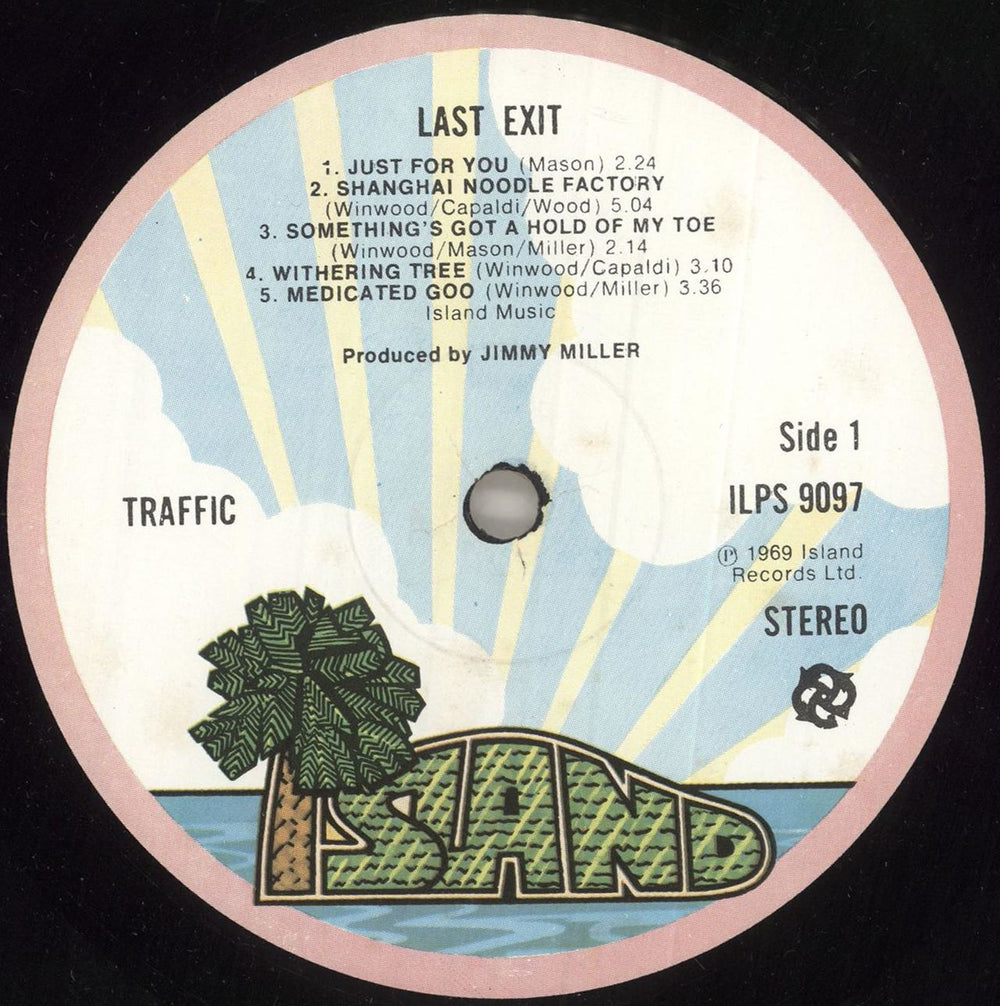 LAST EXIT
1. JUST FOR YOU (Mason) 2.24
2. SHANGHAI NOODLE FACTORY
(Winwood/Capaldi/Wood) 5.04
3. SOMETHING'S GOT A HOLD OF MY TOE
(Winwood/Mason/Miller) 2.14
4. WITHERING TREE (Winwood/Capaldi) 3.10
5. MEDICATED GOO (Winwood/Miller) 3.36
Island Music
Produced by JIMMY MILLER
Side 1
TRAFFIC
ILPS 9097
℗ 1969 Island
Records Ltd.
STEREO
ISLAND